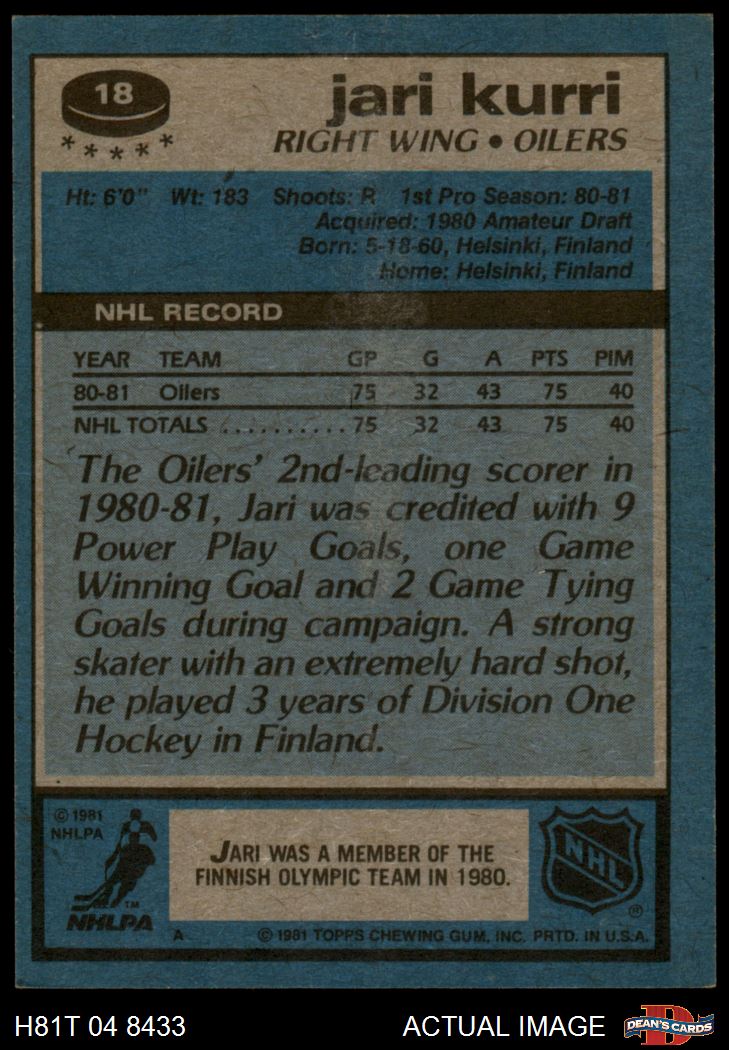 18
jari kurri
RIGHT WING • OILERS
Ht: 6'0" Wt: 183 Shoots: R 1st Pro Season: 80-81
Acquired: 1980 Amateur Draft
Born: 5-18-60, Helsinki, Finland
Home: Helsinki, Finland
NHL RECORD
YEAR TEAM GP G A PTS PIM
80-81 Oilers 75 32 43 75 40
NHL TOTALS .......... 75 32 43 75 40
The Oilers' 2nd-leading scorer in
1980-81, Jari was credited with 9
Power Play Goals, one Game
Winning Goal and 2 Game Tying
Goals during campaign. A strong
skater with an extremely hard shot,
he played 3 years of Division One
Hockey in Finland.
© 1981
NHLPA
TM
NHLPA
JARI WAS A MEMBER OF THE
FINNISH OLYMPIC TEAM IN 1980.
NHL
®
A © 1981 TOPPS CHEWING GUM, INC. PRTD. IN U.S.A.
H81T 04 8433 ACTUAL IMAGE
D
DEAN'S CARDS